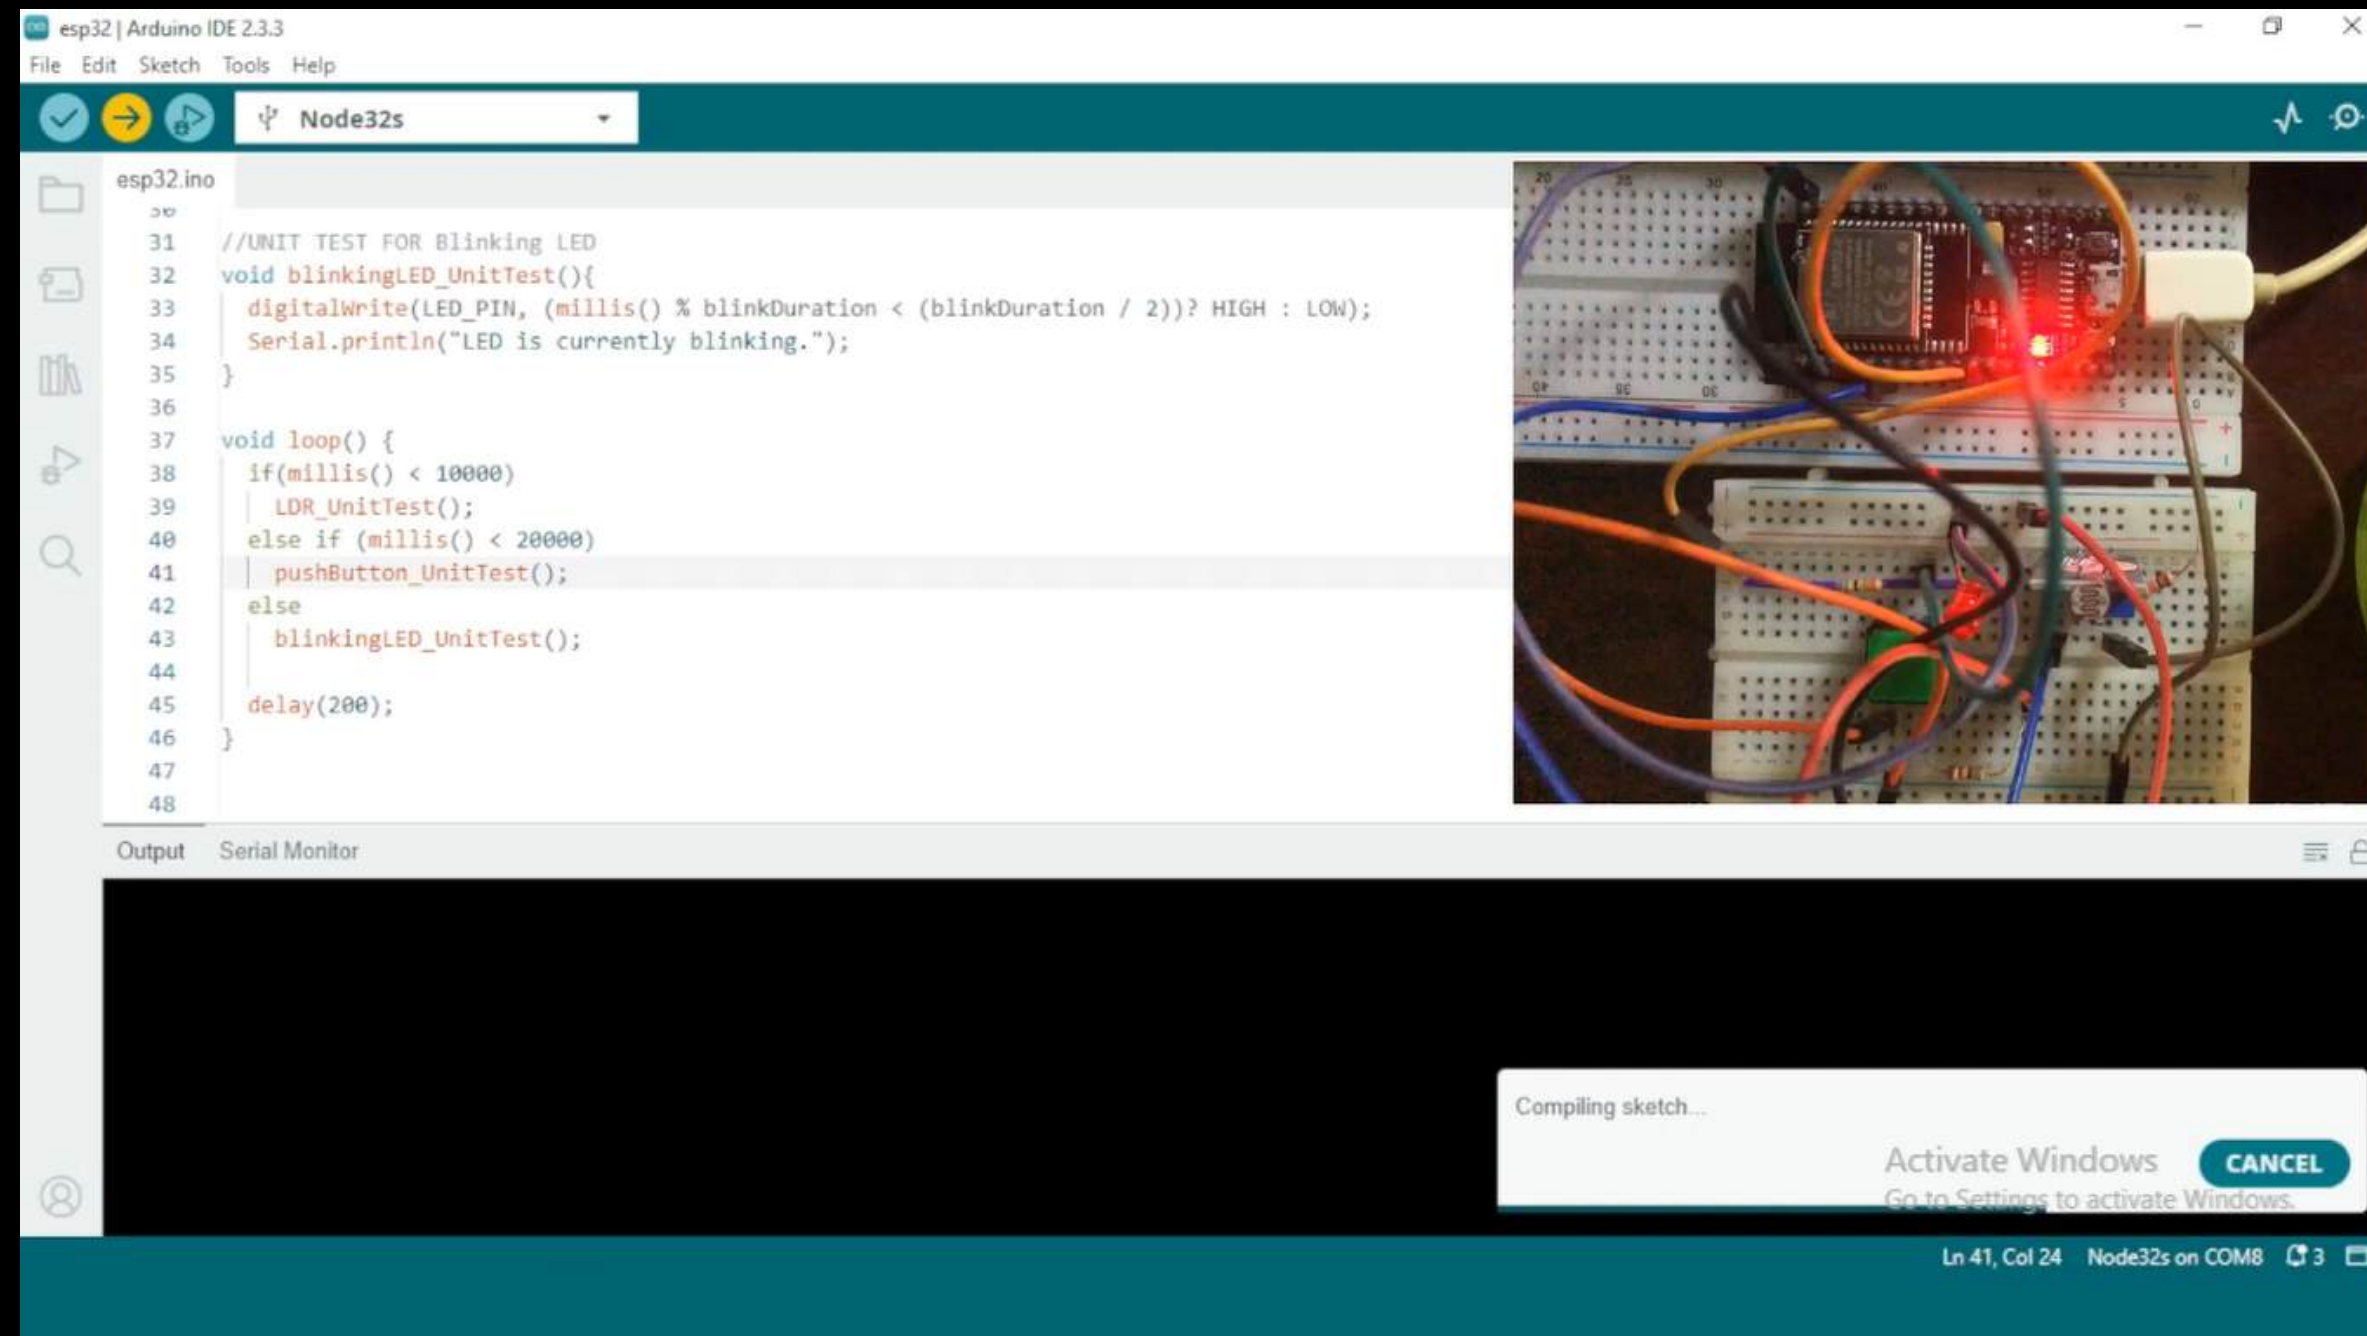 esp32 | Arduino IDE 2.3.3
File Edit Sketch Tools Help
Node32s
esp32.ino
30
31 //UNIT TEST FOR Blinking LED
32 void blinkingLED_UnitTest(){
33 digitalWrite(LED_PIN, (millis() % blinkDuration < (blinkDuration / 2))? HIGH : LOW);
34 Serial.println("LED is currently blinking.");
35 }
36
37 void loop() {
38 if(millis() < 10000)
39 LDR_UnitTest();
40 else if (millis() < 20000)
41 pushButton_UnitTest();
42 else
43 blinkingLED_UnitTest();
44
45 delay(200);
46 }
47
48
Output Serial Monitor
Compiling sketch...
Activate Windows
CANCEL
Go to Settings to activate Windows.
Ln 41, Col 24 Node32s on COM8 3